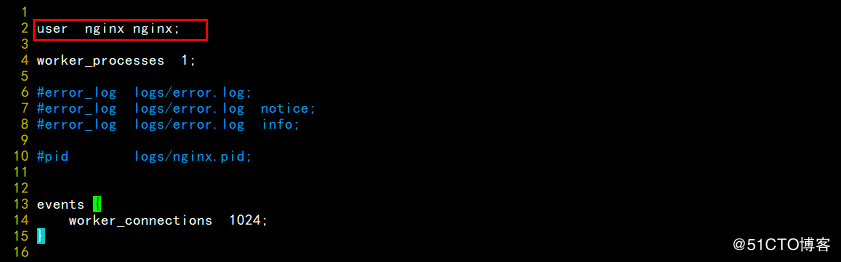 1
2 user  nginx nginx;
3
4 worker_processes  1;
5
6 #error_log  logs/error.log;
7 #error_log  logs/error.log  notice;
8 #error_log  logs/error.log  info;
9
10 #pid        logs/nginx.pid;
11
12
13 events {
14     worker_connections  1024;
15 }
16
@51CTO博客